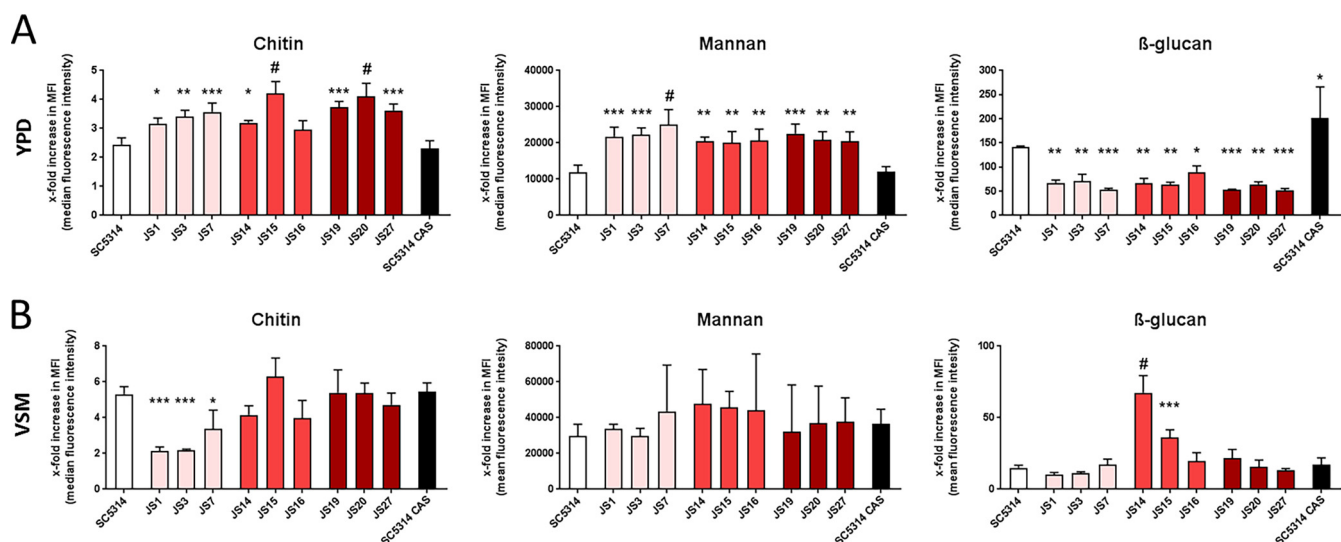 A
YPD
Chitin
x-fold increase in MFI
(median fluorescence intensity)
5
4
3
2
1
0
* ** *** * # *** # ***
SC5314 JS1 JS3 JS7 JS14 JS15 JS16 JS19 JS20 JS27 SC5314 CAS
Mannan
x-fold increase in MFI
(median fluorescence intensity)
40000
30000
20000
10000
0
*** *** # ** ** ** *** ** **
SC5314 JS1 JS3 JS7 JS14 JS15 JS16 JS19 JS20 JS27 SC5314 CAS
ß-glucan
x-fold increase in MFI
(median fluorescence intensity)
300
250
200
150
100
50
0
** ** *** ** ** * *** ** *** *
SC5314 JS1 JS3 JS7 JS14 JS15 JS16 JS19 JS20 JS27 SC5314 CAS
B
VSM
Chitin
x-fold increase in MFI
(median fluorescence intensity)
8
6
4
2
0
*** *** *
SC5314 JS1 JS3 JS7 JS14 JS15 JS16 JS19 JS20 JS27 SC5314 CAS
Mannan
x-fold increase in MFI
(mean fluorescence intensity)
80000
60000
40000
20000
0
SC5314 JS1 JS3 JS7 JS14 JS15 JS16 JS19 JS20 JS27 SC5314 CAS
ß-glucan
x-fold increase in MFI
(mean fluorescence intensity)
100
50
0
# ***
SC5314 JS1 JS3 JS7 JS14 JS15 JS16 JS19 JS20 JS27 SC5314 CAS